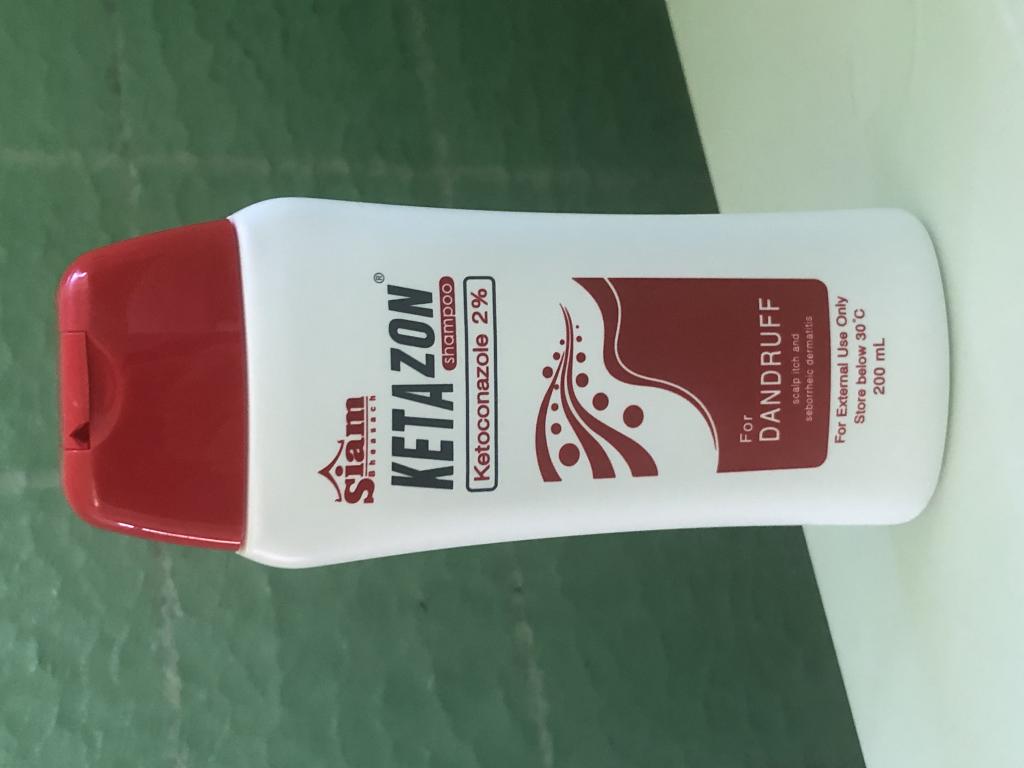 Siam
Bhaesach
KETAZON®
shampoo
Ketoconazole 2%
For
DANDRUFF
scalp itch and
seborrheic dermatitis
For External Use Only
Store below 30°C
200 mL